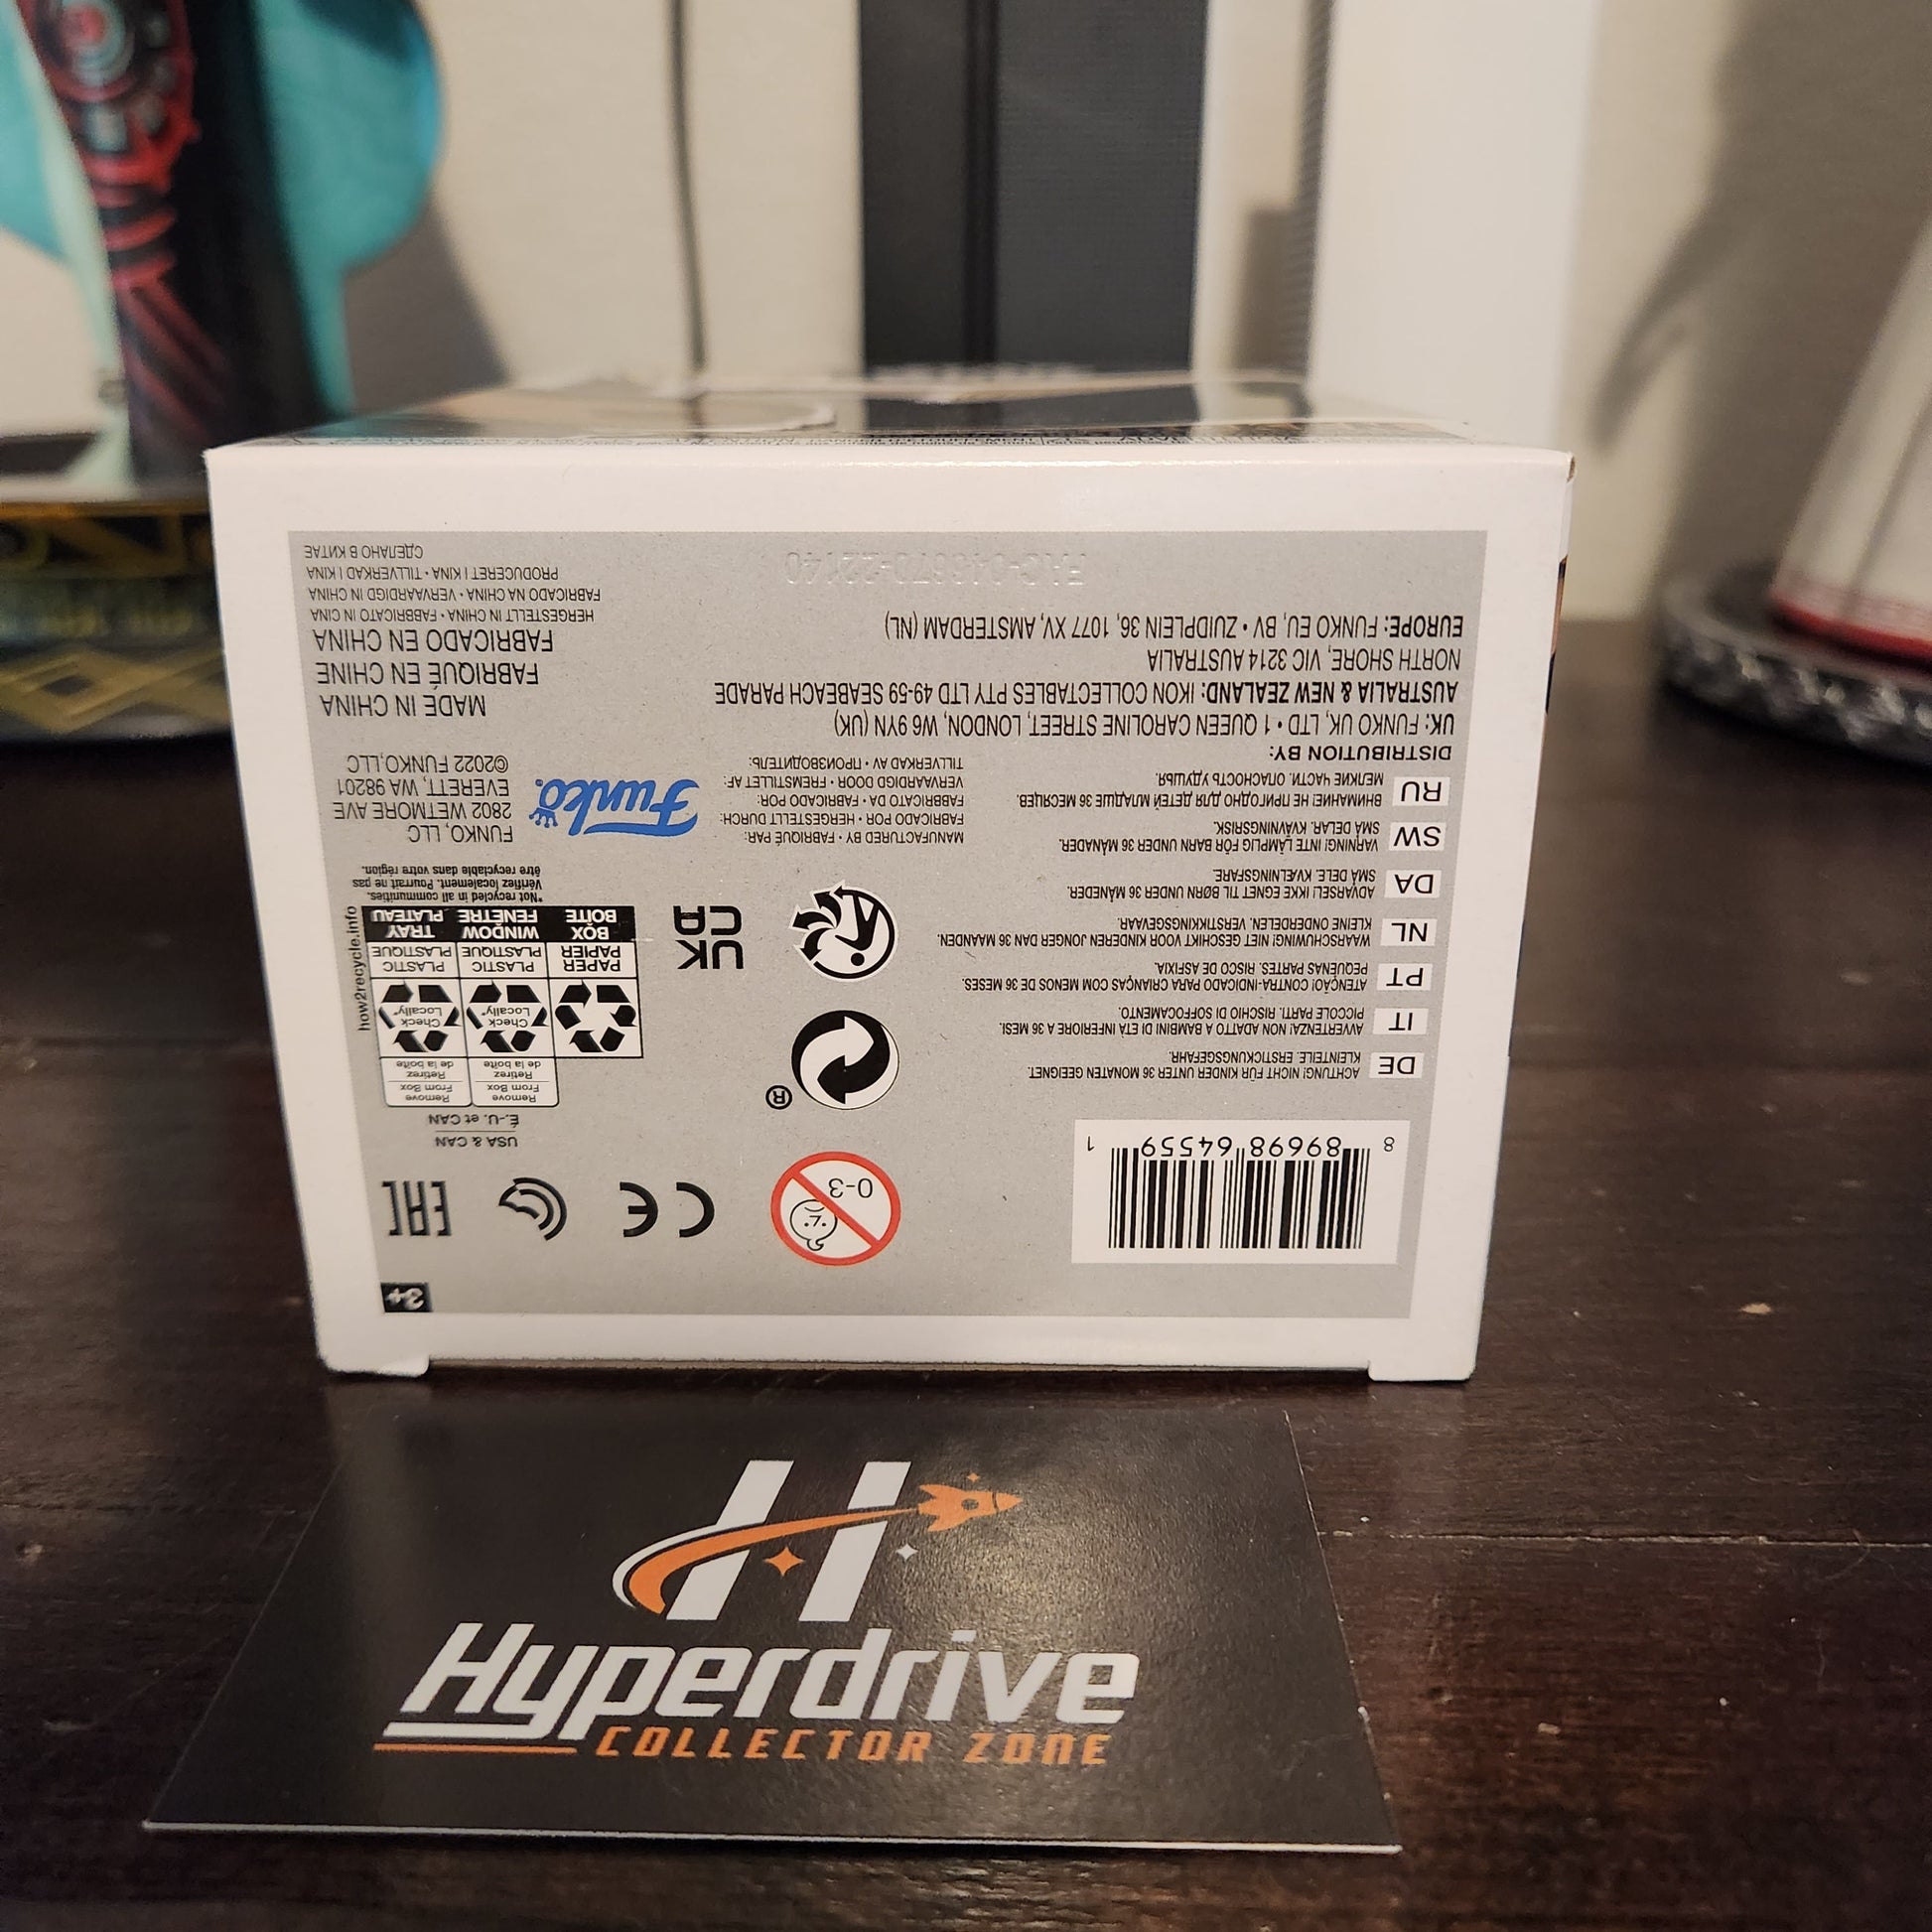 3+
8 89698 64559 1
0-3
CE
EAC
USA & CAN
É.-U. et CAN
Remove
From Box
Retirez
de la boîte
Remove
From Box
Retirez
de la boîte
Check
Locally*
Check
Locally*
PAPER
PAPIER
PLASTIC
PLASTIQUE
PLASTIC
PLASTIQUE
BOX
BOÎTE
WINDOW
FENÊTRE
TRAY
PLATEAU
how2recycle.info
*Not recycled in all communities.
Vérifiez localement. Pourrait ne pas
être recyclable dans votre région.
®
UK
CA
DE
ACHTUNG! NICHT FÜR KINDER UNTER 36 MONATEN GEEIGNET.
KLEINTEILE. ERSTICKUNGSGEFAHR.
IT
AVVERTENZA! NON ADATTO A BAMBINI DI ETÀ INFERIORE A 36 MESI.
PICCOLE PARTI. RISCHIO DI SOFFOCAMENTO.
PT
ATENÇÃO! CONTRA-INDICADO PARA CRIANÇAS COM MENOS DE 36 MESES.
PEQUENAS PARTES. RISCO DE ASFIXIA.
NL
WAARSCHUWING! NIET GESCHIKT VOOR KINDEREN JONGER DAN 36 MAANDEN.
KLEINE ONDERDELEN. VERSTIKKINGSGEVAAR.
DA
ADVARSEL! IKKE EGNET TIL BØRN UNDER 36 MÅNEDER.
SMÅ DELE. KVÆLNINGSFARE.
SW
VARNING! INTE LÄMPLIG FÖR BARN UNDER 36 MÅNADER.
SMÅ DELAR. KVÄVNINGSRISK.
RU
ВНИМАНИЕ! НЕ ПРИГОДНО ДЛЯ ДЕТЕЙ МЛАДШЕ 36 МЕСЯЦЕВ.
МЕЛКИЕ ЧАСТИ. ОПАСНОСТЬ УДУШЬЯ.
MANUFACTURED BY • FABRIQUÉ PAR:
FABRICADO POR • HERGESTELLT DURCH:
FABBRICATO DA • FABRICADO POR:
VERVAARDIGD DOOR • FREMSTILLET AF:
TILLVERKAD AV • ПРОИЗВОДИТЕЛЬ:
Funko
FUNKO, LLC
2802 WETMORE AVE
EVERETT, WA 98201
©2022 FUNKO,LLC
DISTRIBUTION BY:
UK: FUNKO UK, LTD • 1 QUEEN CAROLINE STREET, LONDON, W6 9YN (UK)
AUSTRALIA & NEW ZEALAND: IKON COLLECTABLES PTY LTD 49-59 SEABEACH PARADE
NORTH SHORE, VIC 3214 AUSTRALIA
EUROPE: FUNKO EU, BV • ZUIDPLEIN 36, 1077 XV, AMSTERDAM (NL)
MADE IN CHINA
FABRIQUÉ EN CHINE
FABRICADO EN CHINA
HERGESTELLT IN CHINA • FABBRICATO IN CINA
FABRICADO NA CHINA • VERVAARDIGD IN CHINA
PRODUCERET I KINA • TILLVERKAD I KINA
СДЕЛАНО В КИТАЕ
H
Hyperdrive
COLLECTOR ZONE